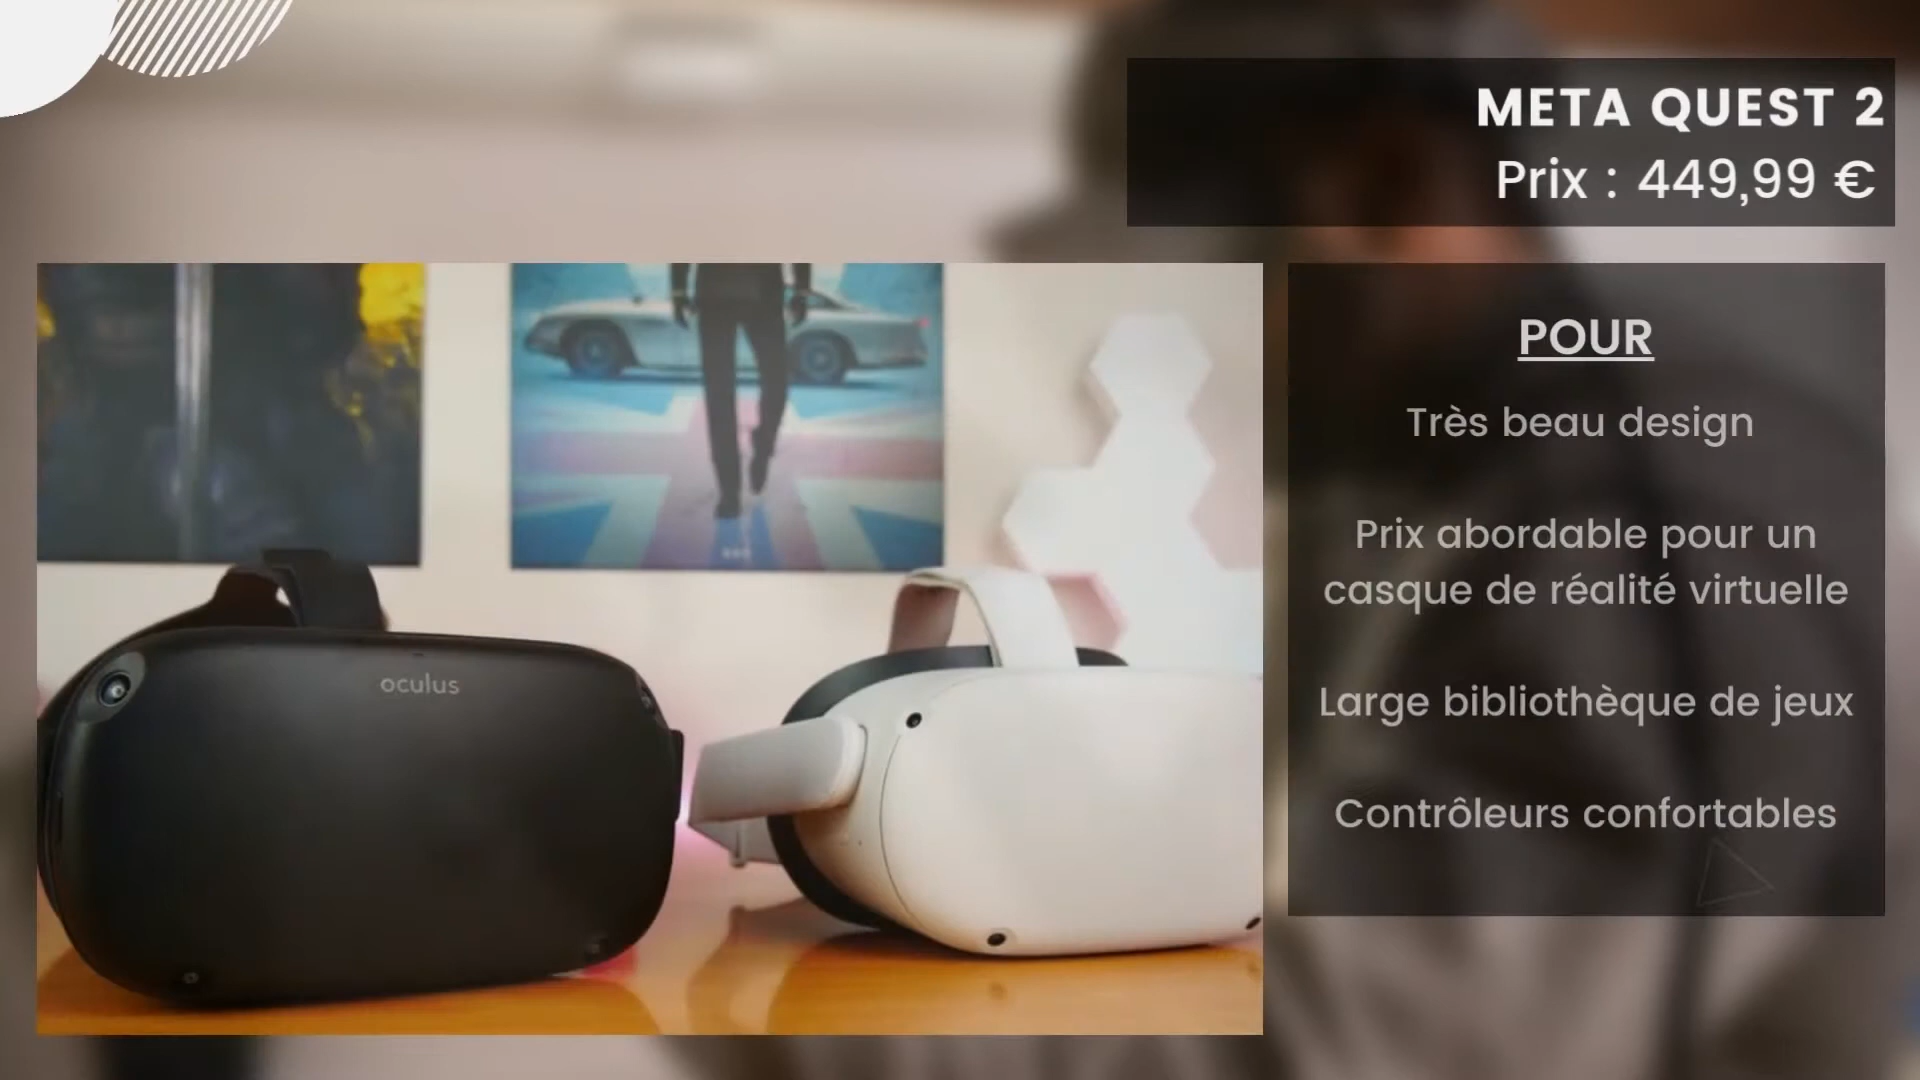 META QUEST 2
Prix : 449,99 €
oculus
POUR
Très beau design
Prix abordable pour un
casque de réalité virtuelle
Large bibliothèque de jeux
Contrôleurs confortables